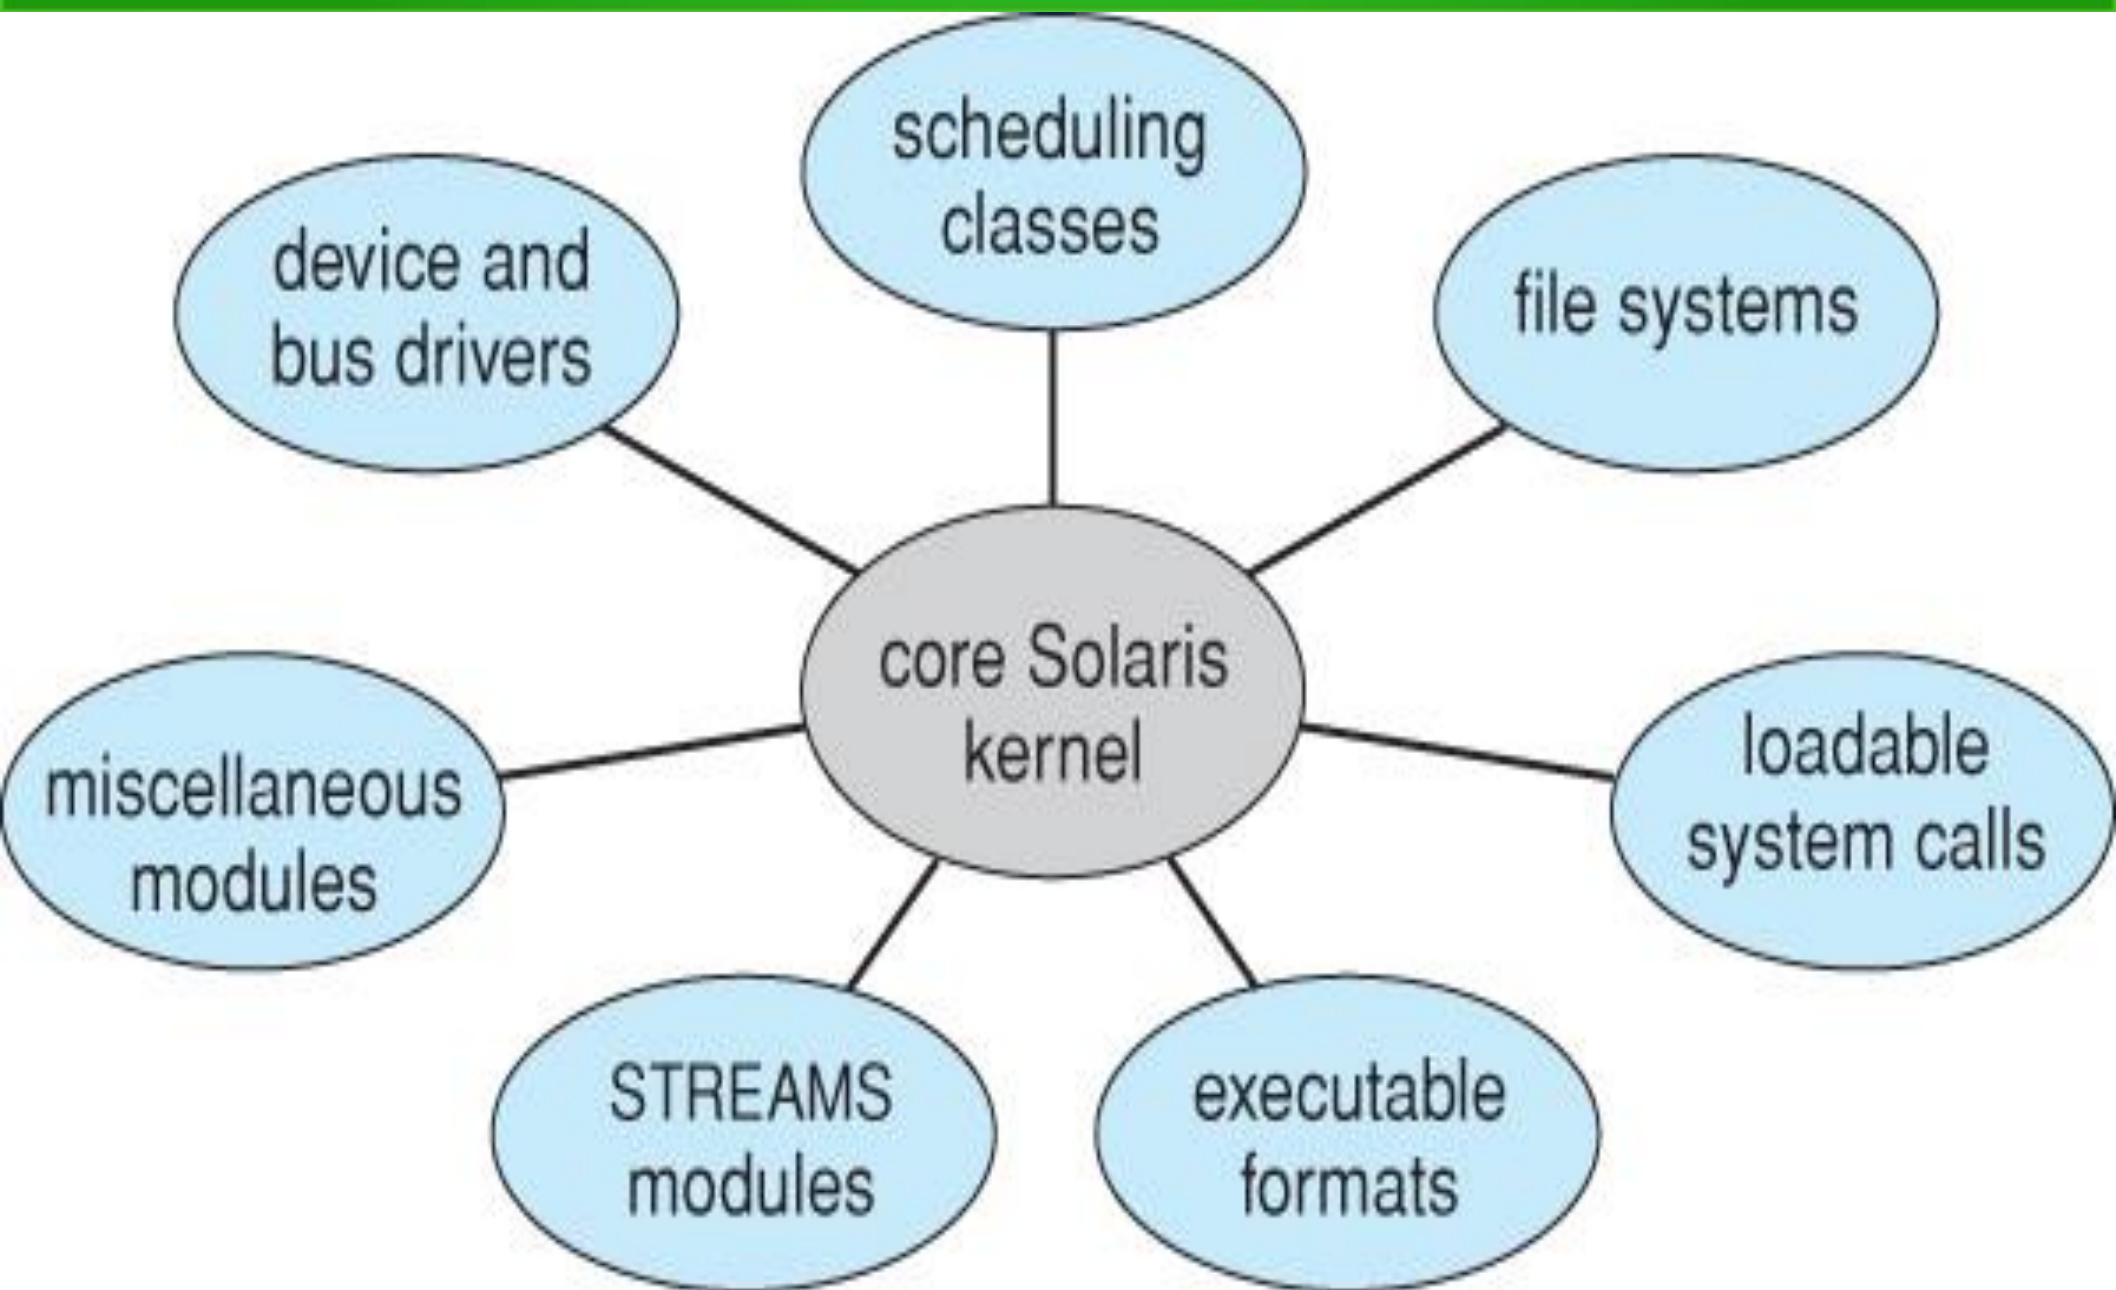 scheduling
classes
device and
bus drivers
file systems
core Solaris
kernel
miscellaneous
modules
loadable
system calls
STREAMS
modules
executable
formats